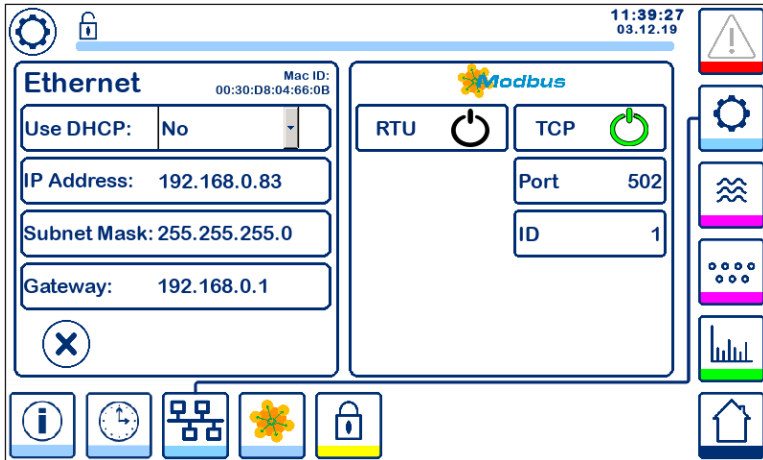 11:39:27
03.12.19
Ethernet
Mac ID:
00:30:D8:04:66:0B
Use DHCP: No
IP Address: 192.168.0.83
Subnet Mask: 255.255.255.0
Gateway: 192.168.0.1
Modbus
RTU TCP
Port 502
ID 1